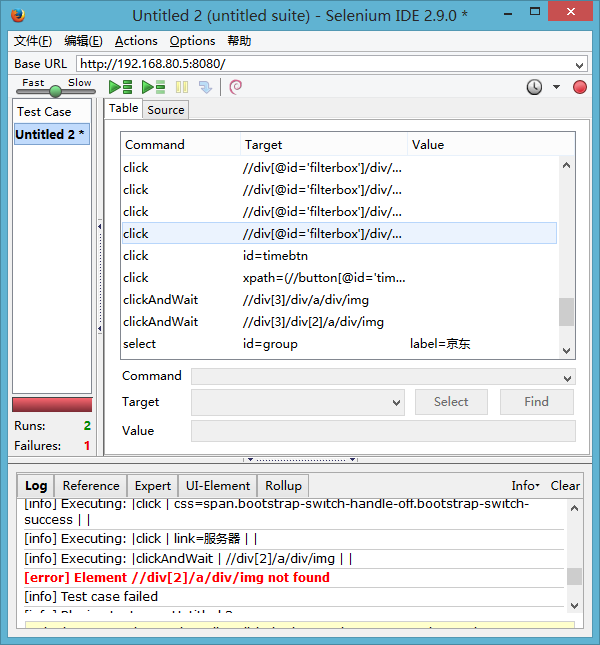 Untitled 2 (untitled suite) - Selenium IDE 2.9.0 *
文件(F) 编辑(E) Actions Options 帮助
Base URL http://192.168.80.5:8080/
Fast Slow
Test Case
Untitled 2 *
Table Source
Command Target Value
click //div[@id='filterbox']/div/...
click //div[@id='filterbox']/div/...
click //div[@id='filterbox']/div/...
click //div[@id='filterbox']/div/...
click id=timebtn
click xpath=(//button[@id='tim...
clickAndWait //div[3]/div/a/div/img
clickAndWait //div[3]/div[2]/a/div/img
select id=group label=京东
Command
Target Select Find
Value
Runs: 2
Failures: 1
Log Reference Expert UI-Element Rollup Info Clear
[info] Executing: |click | css=span.bootstrap-switch-handle-off.bootstrap-switch-
success | |
[info] Executing: |click | link=服务器 | |
[info] Executing: |clickAndWait | //div[2]/a/div/img | |
[error] Element //div[2]/a/div/img not found
[info] Test case failed